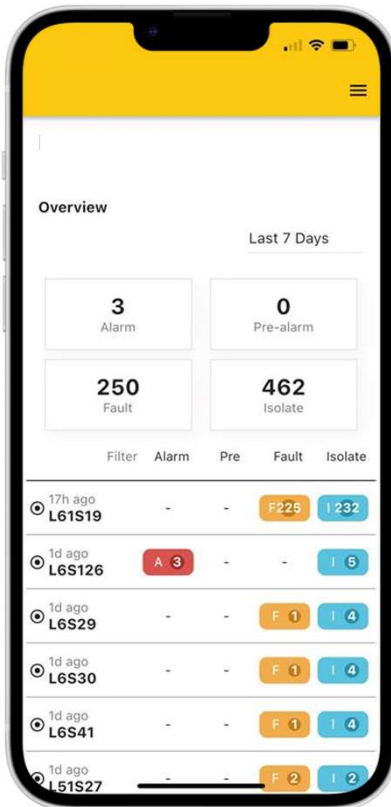 Overview
Last 7 Days
3
Alarm
0
Pre-alarm
250
Fault
462
Isolate
Filter Alarm Pre Fault Isolate
17h ago
L61S19 - - F225 I 232
1d ago
L6S126 A 3 - - I 5
1d ago
L6S29 - - F 1 I 4
1d ago
L6S30 - - F 1 I 4
1d ago
L6S41 - - F 1 I 4
1d ago
L51S27 - - F 2 I 2